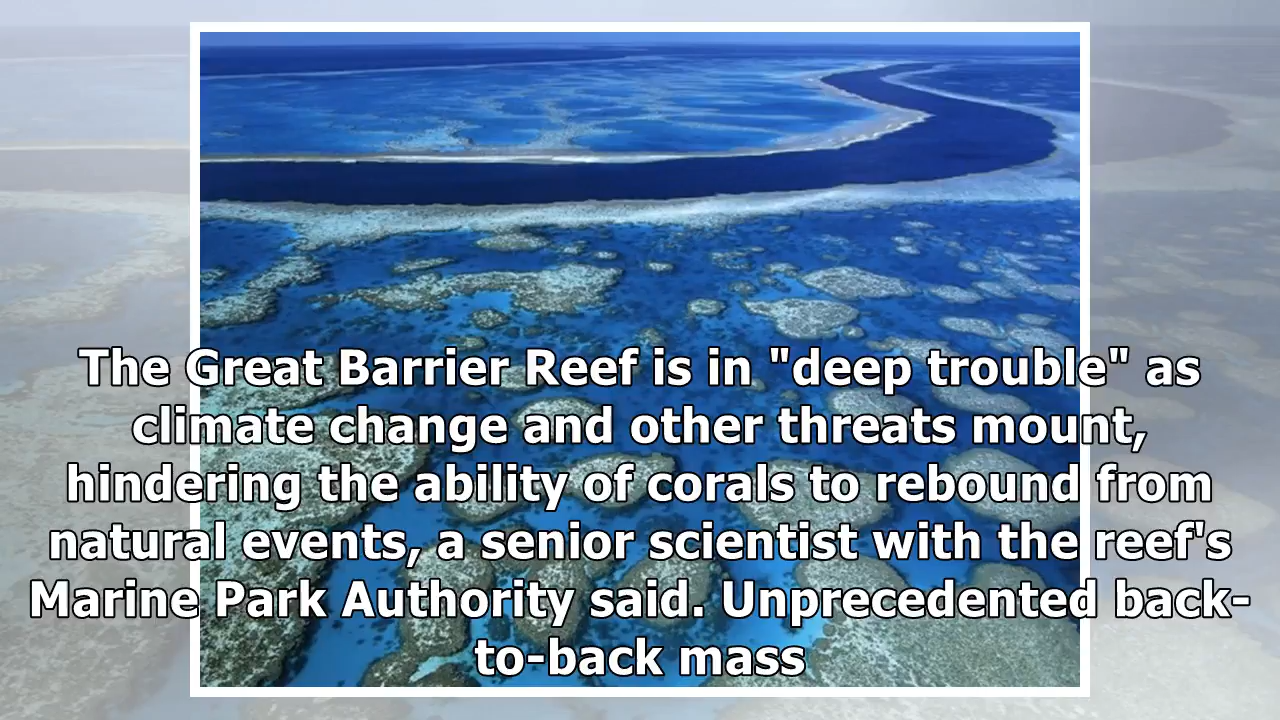 The Great Barrier Reef is in "deep trouble" as
climate change and other threats mount,
hindering the ability of corals to rebound from
natural events, a senior scientist with the reef's
Marine Park Authority said. Unprecedented back-
to-back mass